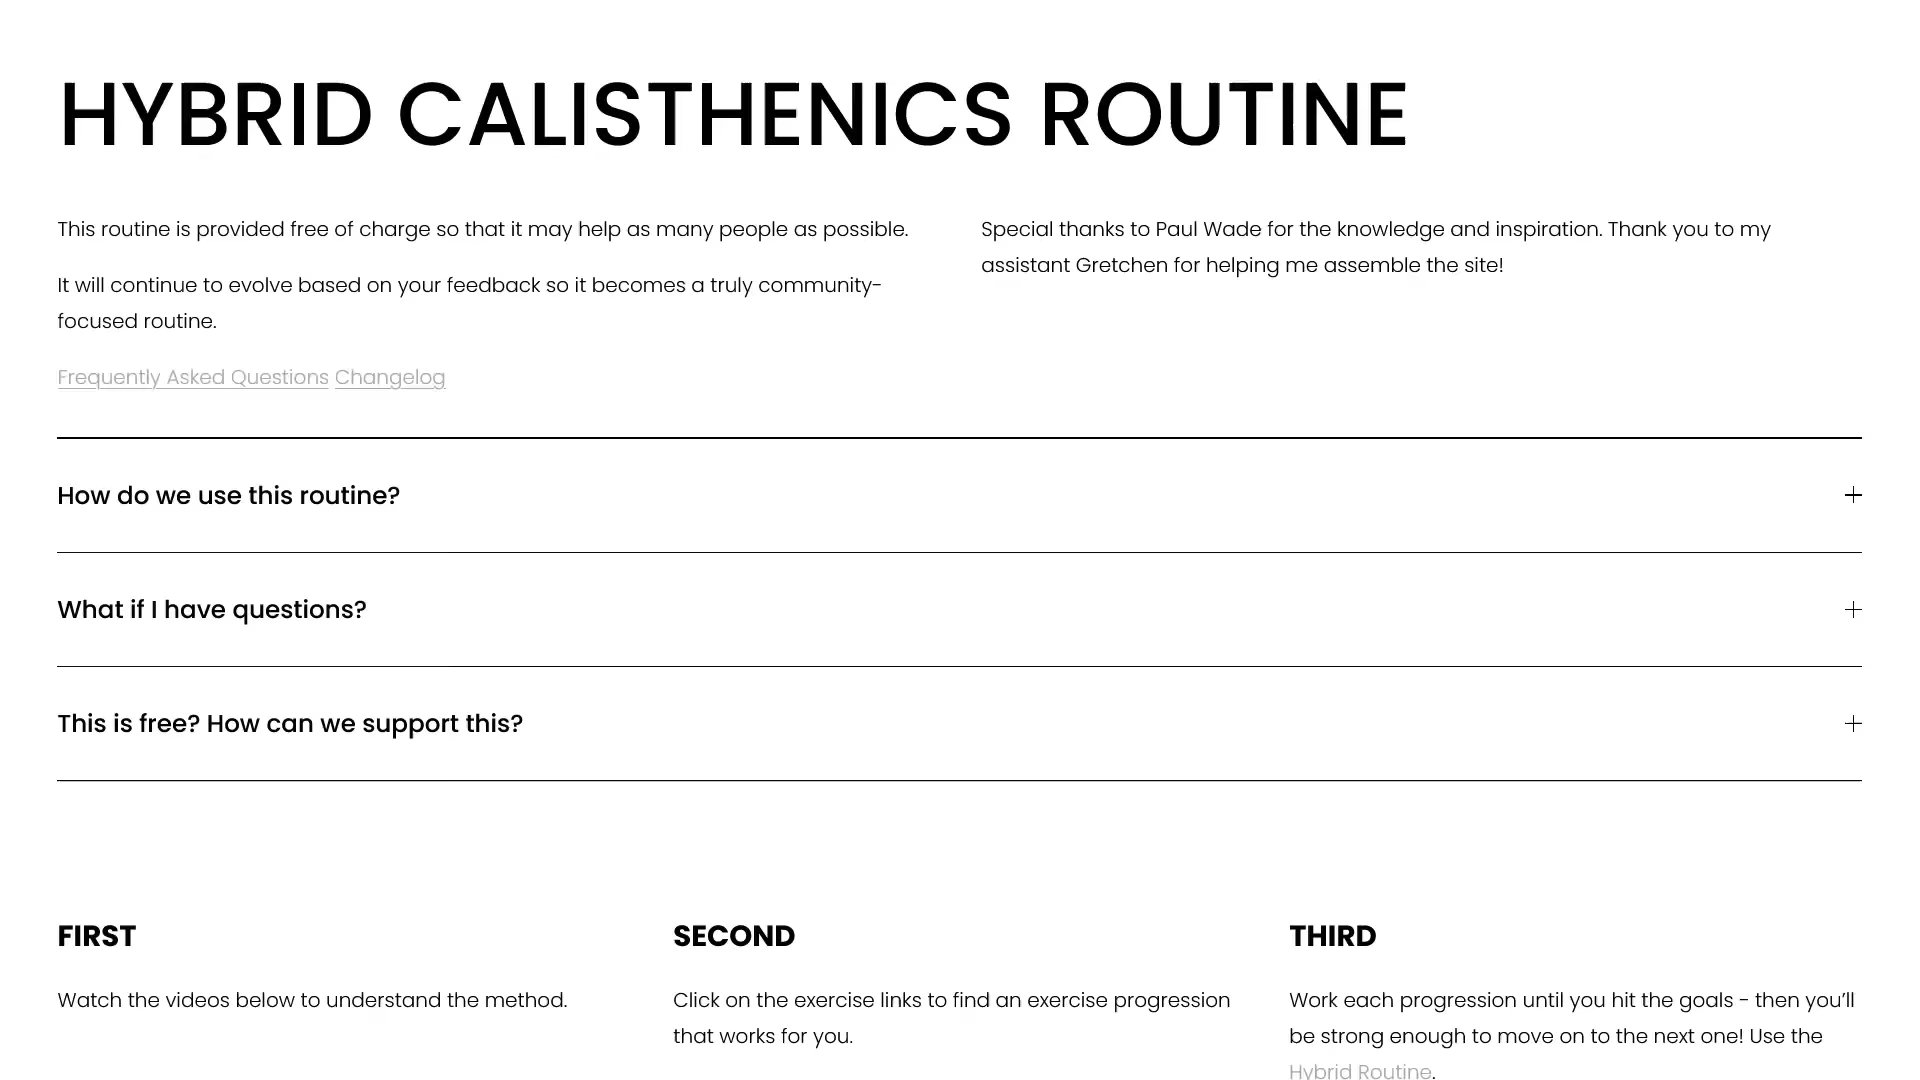 HYBRID CALISTHENICS ROUTINE
This routine is provided free of charge so that it may help as many people as possible.
It will continue to evolve based on your feedback so it becomes a truly community-
focused routine.
Frequently Asked Questions Changelog
Special thanks to Paul Wade for the knowledge and inspiration. Thank you to my
assistant Gretchen for helping me assemble the site!
How do we use this routine?
What if I have questions?
This is free? How can we support this?
FIRST
Watch the videos below to understand the method.
SECOND
Click on the exercise links to find an exercise progression
that works for you.
THIRD
Work each progression until you hit the goals - then you’ll
be strong enough to move on to the next one! Use the
Hybrid Routine.